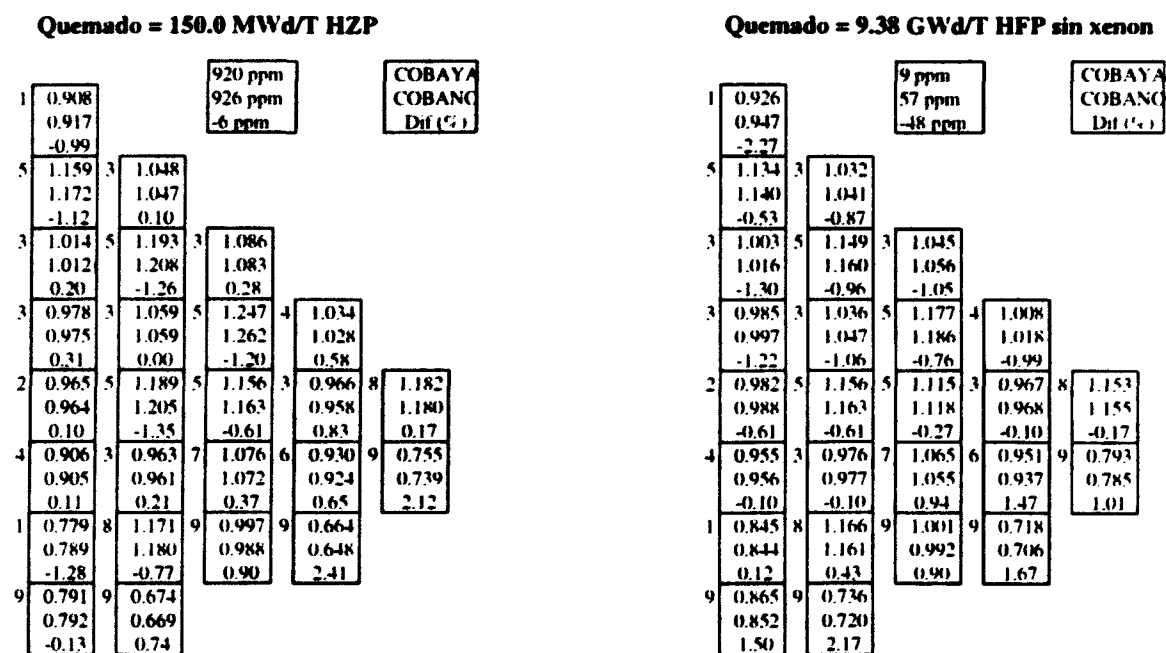 Quemado = 150.0 MWd/T HZP
920 ppm COBAYA
926 ppm COBANO
-6 ppm Dif (%)
1 0.908
0.917
-0.99
5 1.159 3 1.048
1.172 1.047
-1.12 0.10
3 1.014 5 1.193 3 1.086
1.012 1.208 1.083
0.20 -1.26 0.28
3 0.978 3 1.059 5 1.247 4 1.034
0.975 1.059 1.262 1.028
0.31 0.00 -1.20 0.58
2 0.965 5 1.189 5 1.156 3 0.966 8 1.182
0.964 1.205 1.163 0.958 1.180
0.10 -1.35 -0.61 0.83 0.17
4 0.906 3 0.963 7 1.076 6 0.930 9 0.755
0.905 0.961 1.072 0.924 0.739
0.11 0.21 0.37 0.65 2.12
1 0.779 8 1.171 9 0.997 9 0.664
0.789 1.180 0.988 0.648
-1.28 -0.77 0.90 2.41
9 0.791 9 0.674
0.792 0.669
-0.13 0.74
Quemado = 9.38 GWd/T HFP sin xenon
9 ppm COBAYA
57 ppm COBANO
-48 ppm Dif (%)
1 0.926
0.947
-2.27
5 1.134 3 1.032
1.140 1.041
-0.53 -0.87
3 1.003 5 1.149 3 1.045
1.016 1.160 1.056
-1.30 -0.96 -1.05
3 0.985 3 1.036 5 1.177 4 1.008
0.997 1.047 1.186 1.018
-1.22 -1.06 -0.76 -0.99
2 0.982 5 1.156 5 1.115 3 0.967 8 1.153
0.988 1.163 1.118 0.968 1.155
-0.61 -0.61 -0.27 -0.10 -0.17
4 0.955 3 0.976 7 1.065 6 0.951 9 0.793
0.956 0.977 1.055 0.937 0.785
-0.10 -0.10 0.94 1.47 1.01
1 0.845 8 1.166 9 1.001 9 0.718
0.844 1.161 0.992 0.706
0.12 0.43 0.90 1.67
9 0.865 9 0.736
0.852 0.720
1.50 2.17